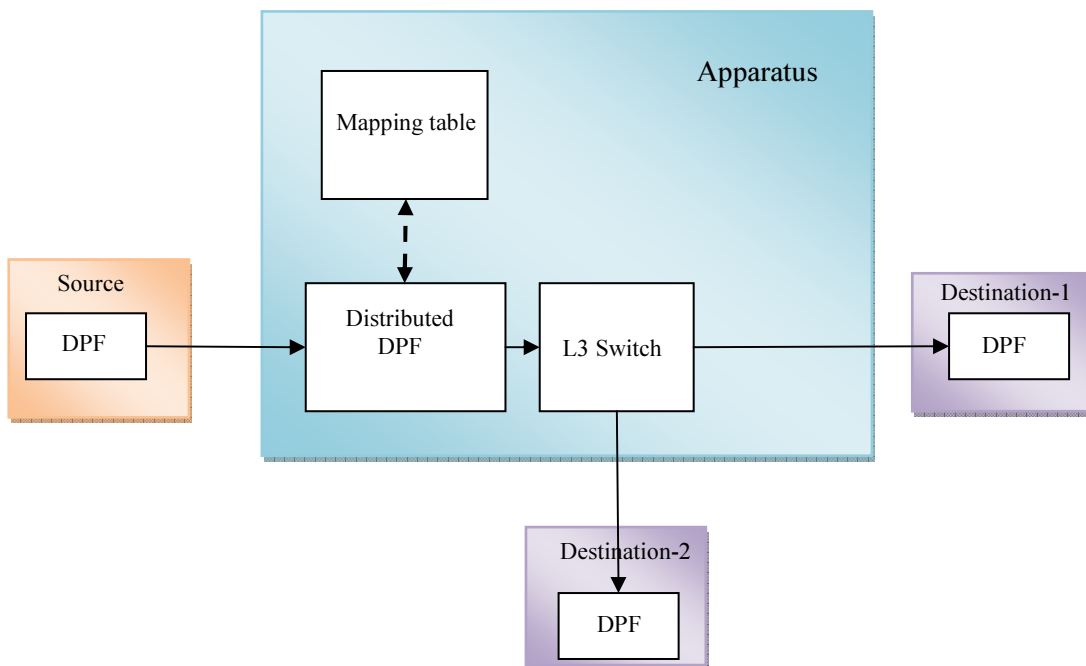 Apparatus
Mapping table
Source
DPF
Distributed
DPF
L3 Switch
Destination-1
DPF
Destination-2
DPF